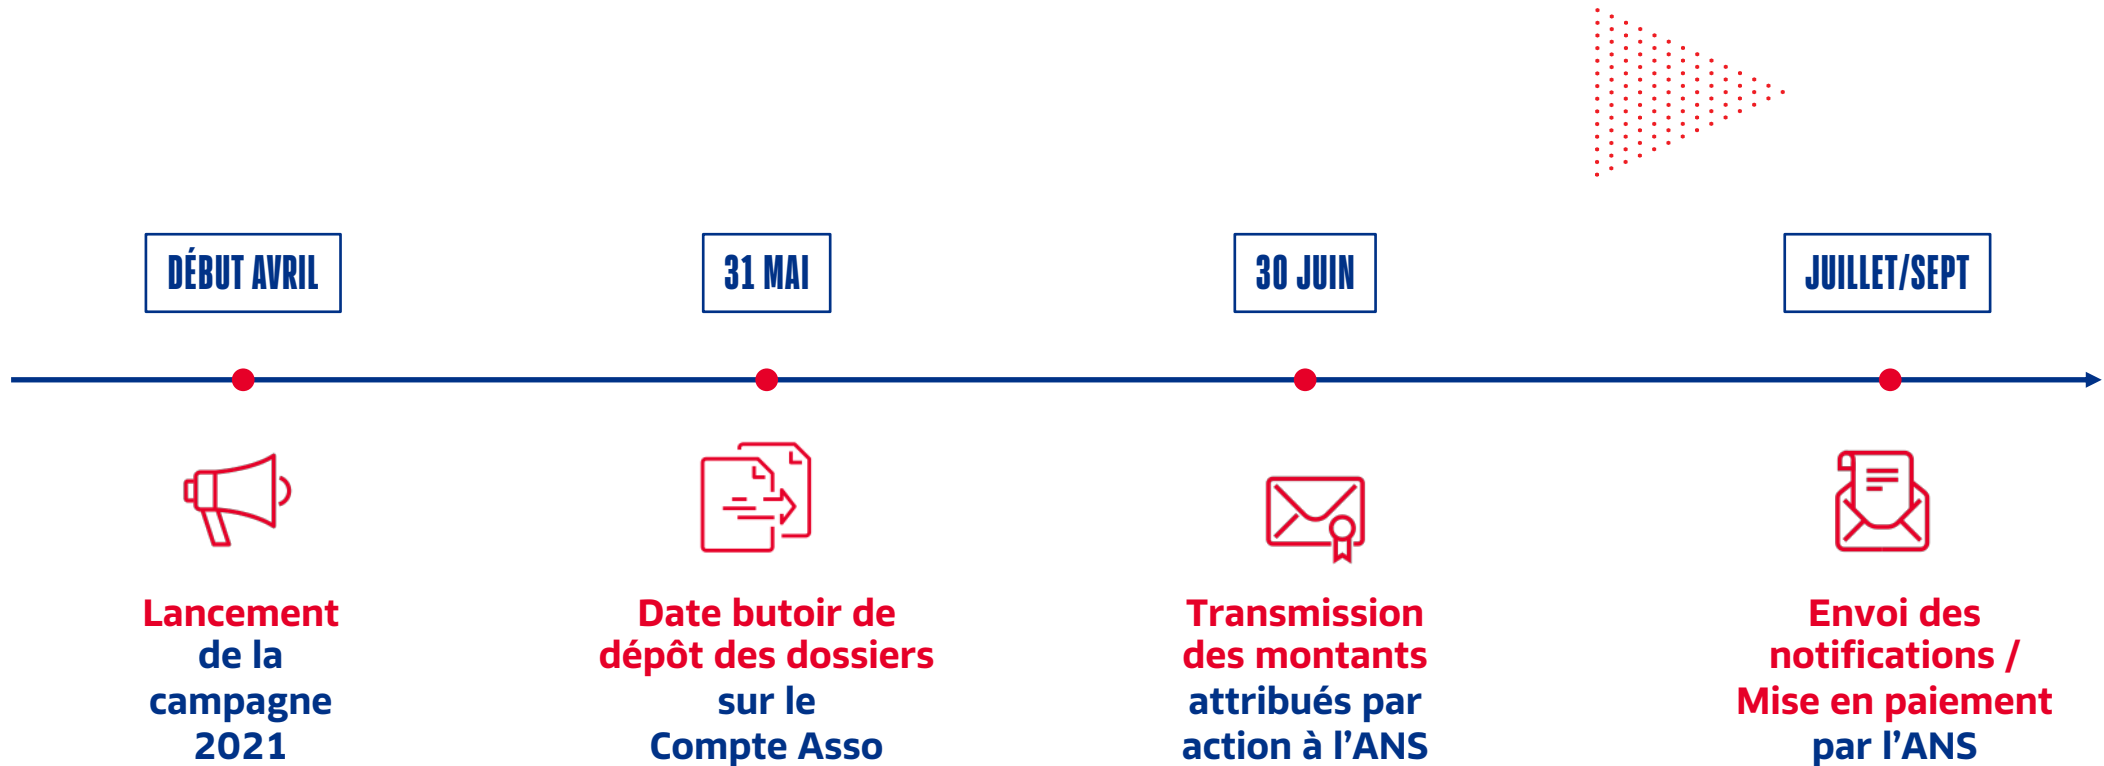 DÉBUT AVRIL
31 MAI
30 JUIN
JUILLET/SEPT
Lancement
de la
campagne
2021
Date butoir de
dépôt des dossiers
sur le
Compte Asso
Transmission
des montants
attribués par
action à l’ANS
Envoi des
notifications /
Mise en paiement
par l’ANS